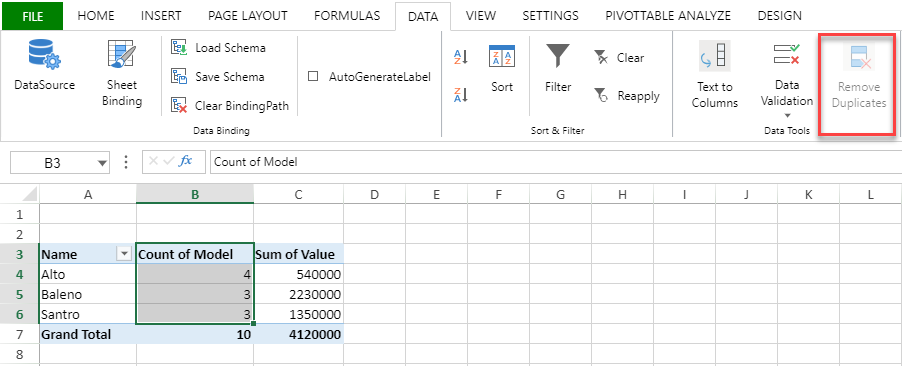 FILE HOME INSERT PAGE LAYOUT FORMULAS DATA VIEW SETTINGS PIVOTTABLE ANALYZE DESIGN
DataSource
Sheet
Binding
Load Schema
Save Schema
Clear BindingPath
AutoGenerateLabel
Data Binding
A
Z
Z
A
Z A
A Z
Sort
Filter
Clear
Reapply
Sort & Filter
Text to
Columns
Data
Validation
Remove
Duplicates
Data Tools
B3
fx
Count of Model
A B C D E F G H I J K L
1
2
3 Name Count of Model Sum of Value
4 Alto 4 540000
5 Baleno 3 2230000
6 Santro 3 1350000
7 Grand Total 10 4120000
8